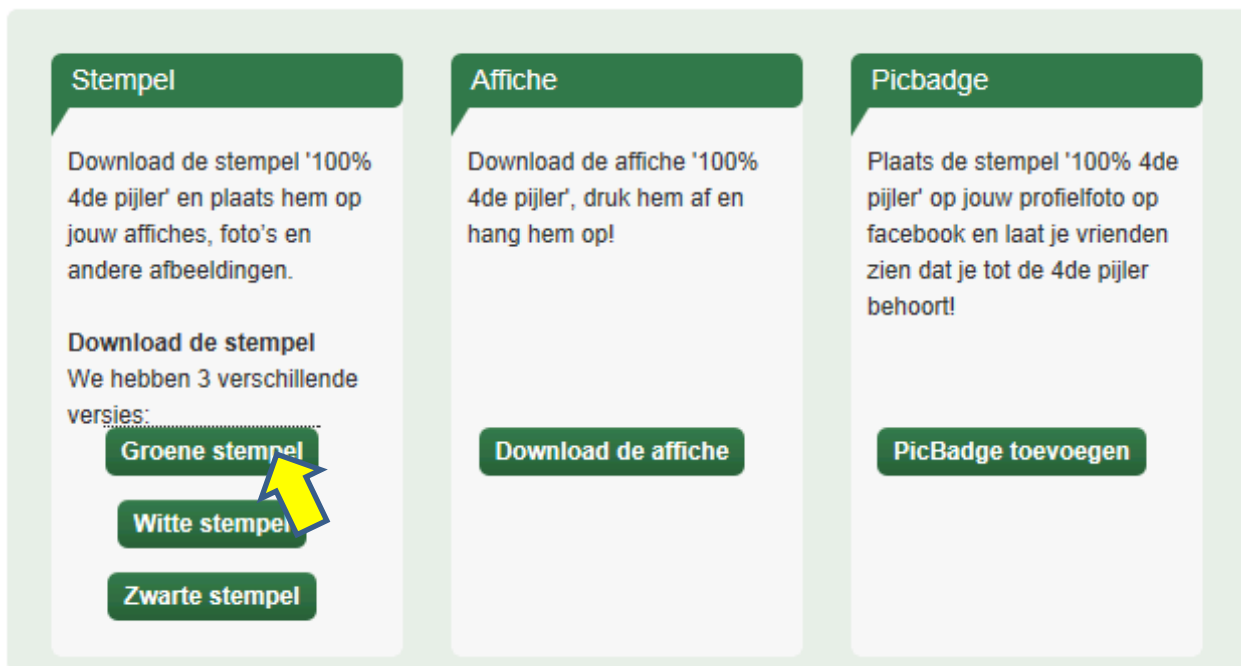 Stempel
Download de stempel '100%
4de pijler' en plaats hem op
jouw affiches, foto's en
andere afbeeldingen.
Download de stempel
We hebben 3 verschillende
versies:
Groene stempel
Witte stempel
Zwarte stempel
Affiche
Download de affiche '100%
4de pijler', druk hem af en
hang hem op!
Download de affiche
Picbadge
Plaats de stempel '100% 4de
pijler' op jouw profielfoto op
facebook en laat je vrienden
zien dat je tot de 4de pijler
behoort!
PicBadge toevoegen